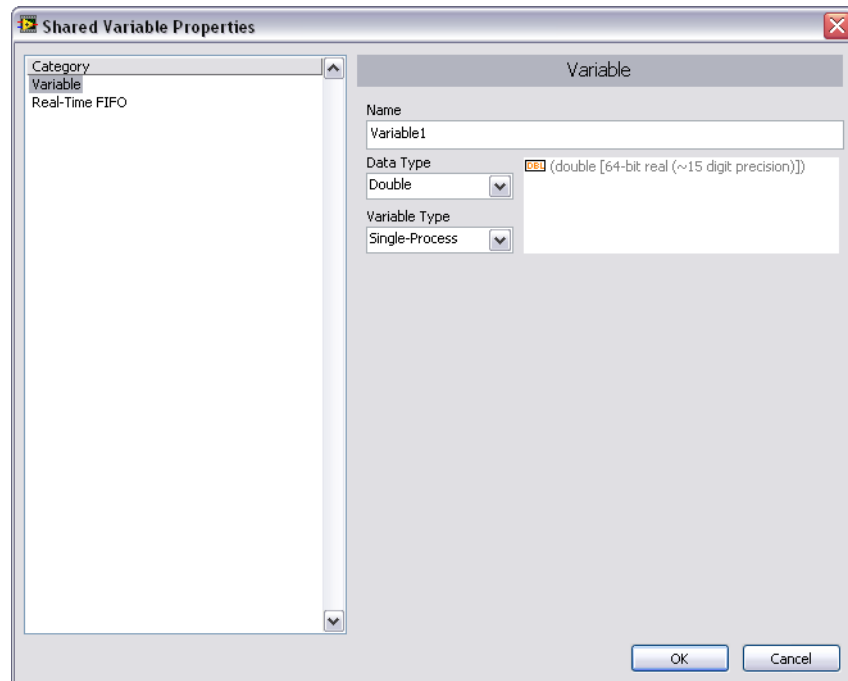 Shared Variable Properties
Category
Variable
Real-Time FIFO
Variable
Name
Variable1
Data Type
Double
DBL (double [64-bit real (~15 digit precision)])
Variable Type
Single-Process
OK
Cancel